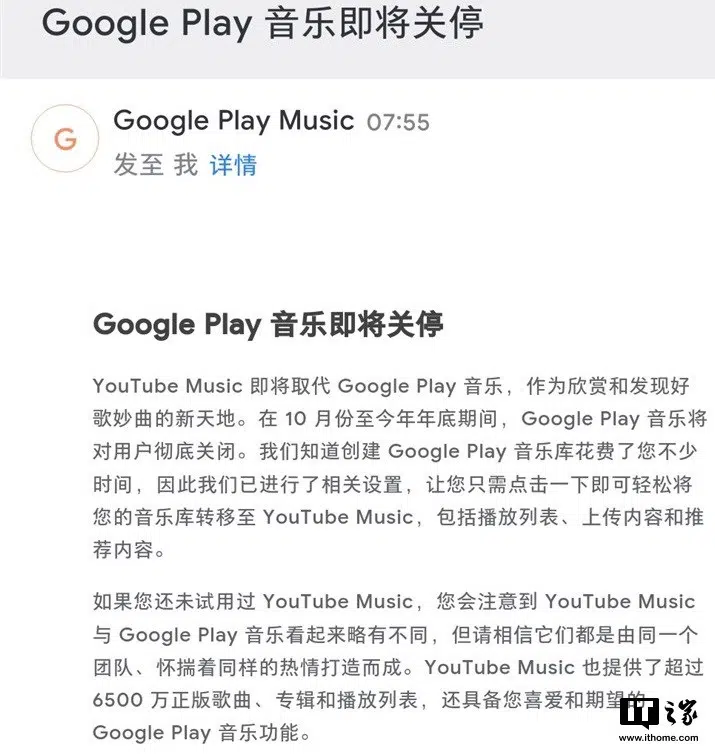 Google Play 音乐即将关停
G
Google Play Music 07:55
发至 我 详情
Google Play 音乐即将关停
YouTube Music 即将取代 Google Play 音乐，作为欣赏和发现好
歌妙曲的新天地。在 10 月份至今年年底期间，Google Play 音乐将
对用户彻底关闭。我们知道创建 Google Play 音乐库花费了您不少
时间，因此我们已进行了相关设置，让您只需点击一下即可轻松将
您的音乐库转移至 YouTube Music，包括播放列表、上传内容和推
荐内容。
如果您还未试用过 YouTube Music，您会注意到 YouTube Music
与 Google Play 音乐看起来略有不同，但请相信它们都是由同一个
团队、怀揣着同样的热情打造而成。YouTube Music 也提供了超过
6500 万正版歌曲、专辑和播放列表，还具备您喜爱和期望的
Google Play 音乐功能。
IT之家
www.ithome.com